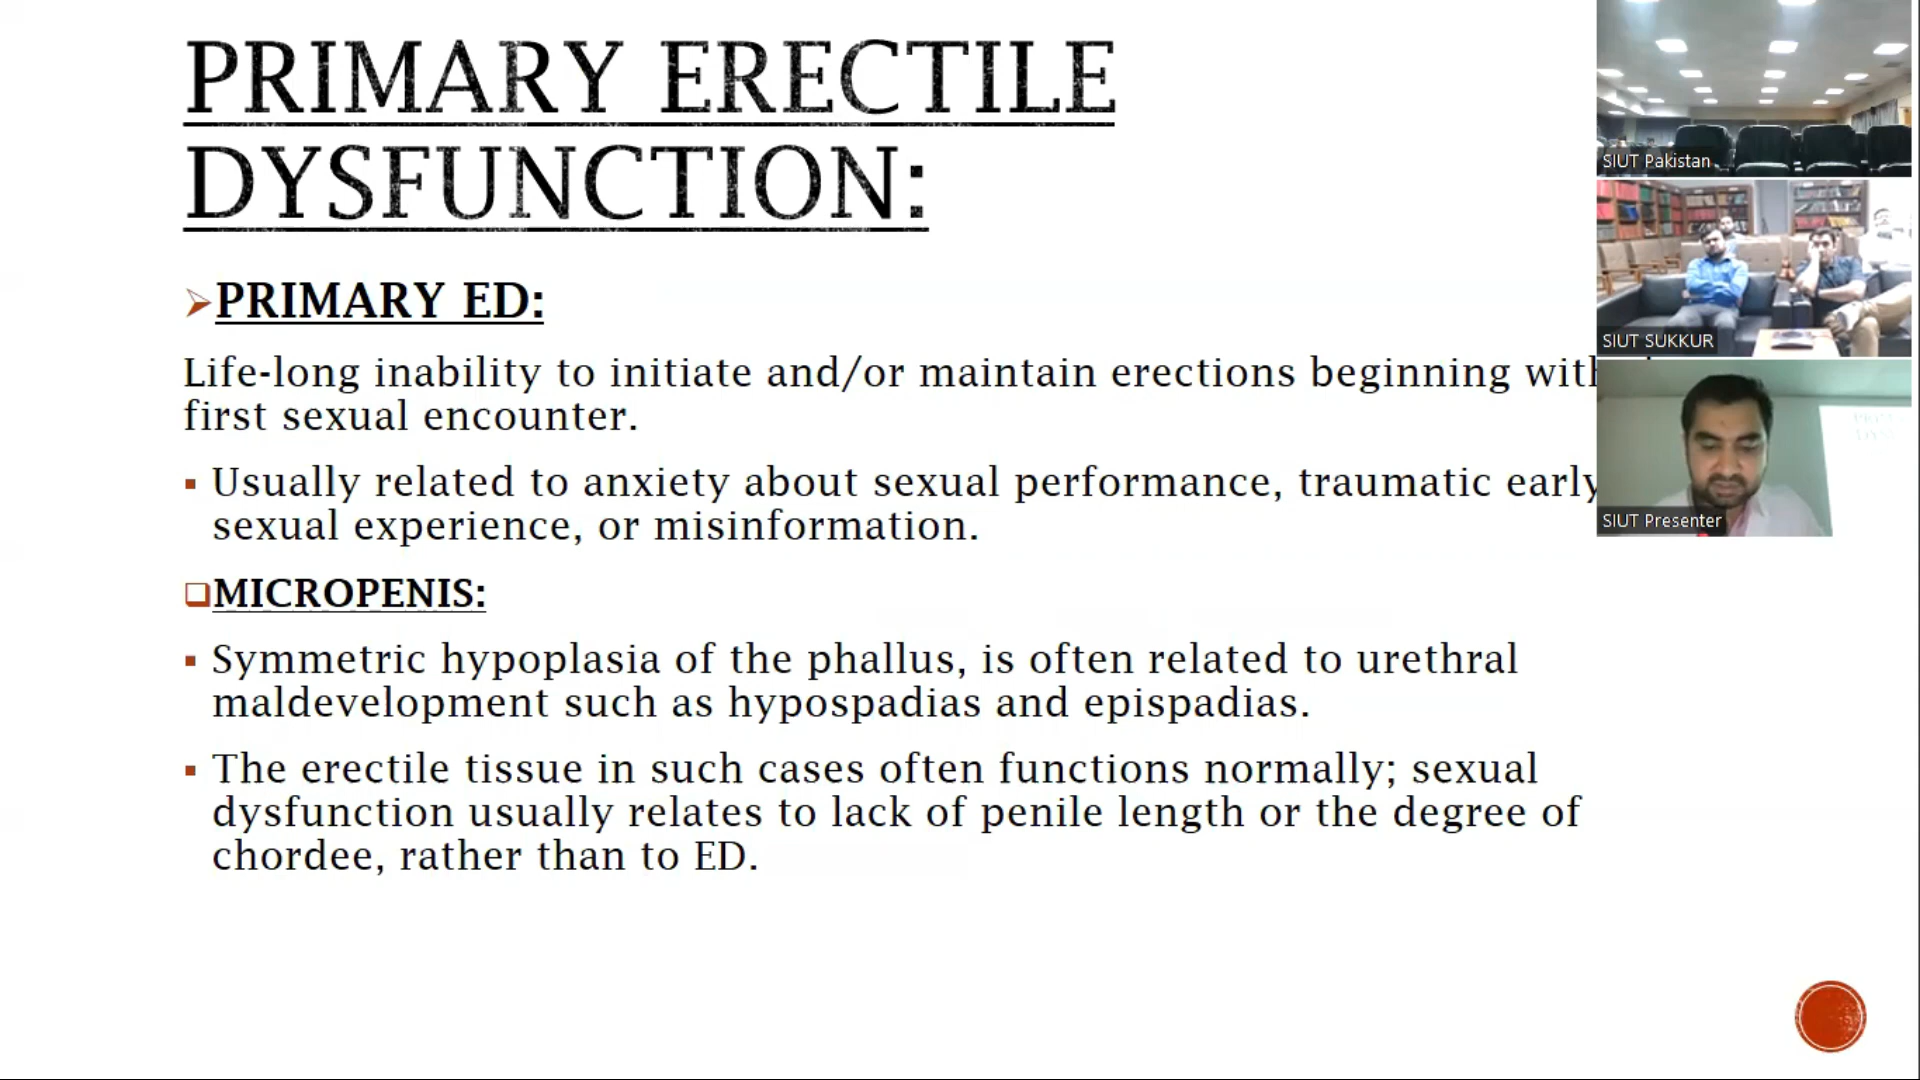 PRIMARY ERECTILE
DYSFUNCTION:
PRIMARY ED:
Life-long inability to initiate and/or maintain erections beginning with
first sexual encounter.
Usually related to anxiety about sexual performance, traumatic early
sexual experience, or misinformation.
MICROPENIS:
Symmetric hypoplasia of the phallus, is often related to urethral
maldevelopment such as hypospadias and epispadias.
The erectile tissue in such cases often functions normally; sexual
dysfunction usually relates to lack of penile length or the degree of
chordee, rather than to ED.
SIUT Pakistan
SIUT SUKKUR
SIUT Presenter